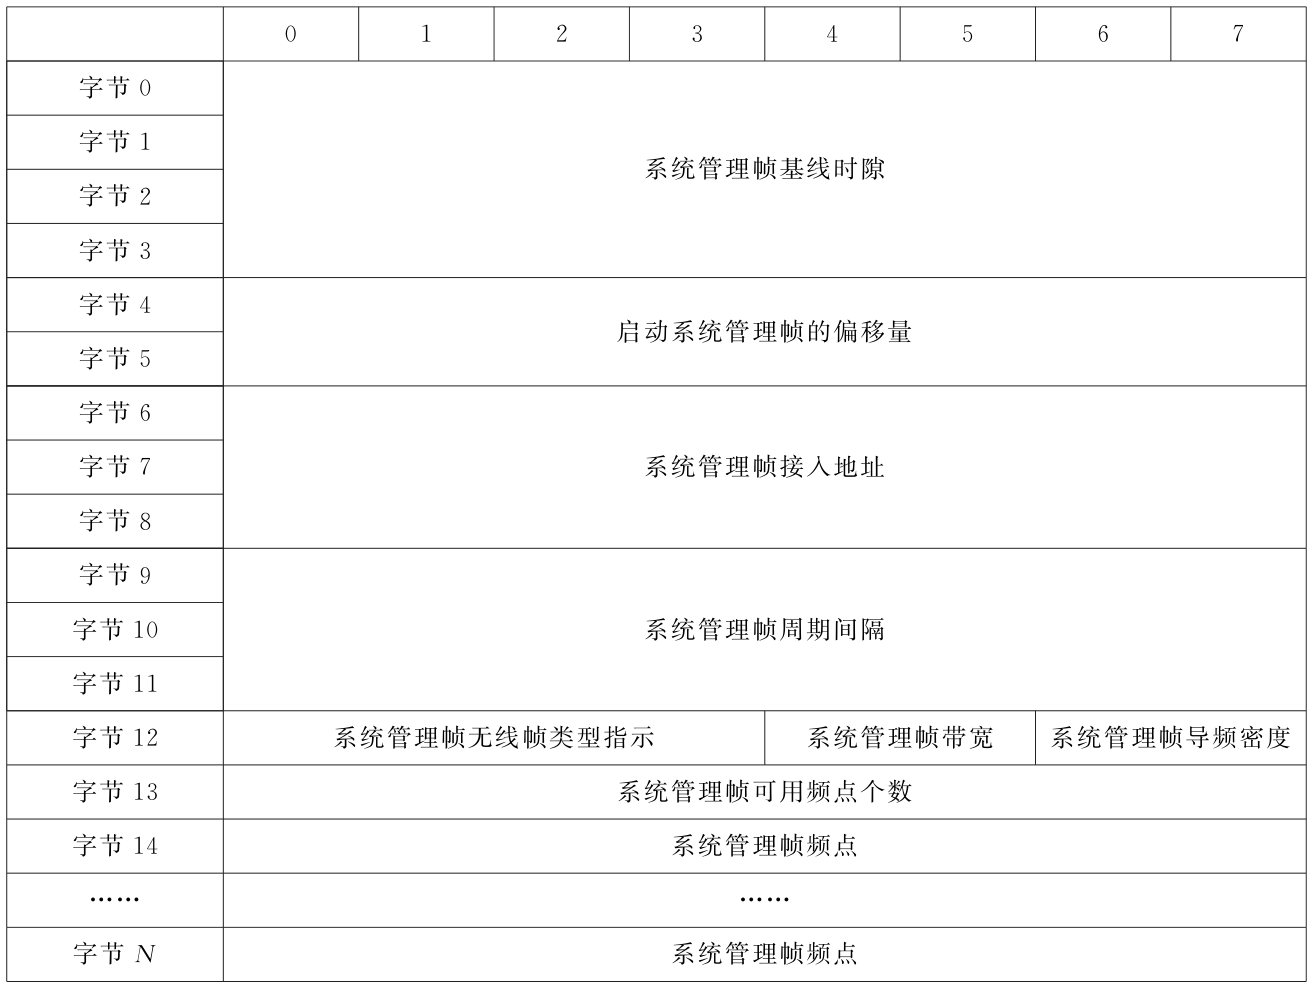 0 1 2 3 4 5 6 7
字节 0
字节 1
系统管理帧基线时隙
字节 2
字节 3
字节 4
启动系统管理帧的偏移量
字节 5
字节 6
字节 7
系统管理帧接入地址
字节 8
字节 9
字节 10
系统管理帧周期间隔
字节 11
字节 12 系统管理帧无线帧类型指示 系统管理帧带宽 系统管理帧导频密度
字节 13 系统管理帧可用频点个数
字节 14 系统管理帧频点
…… ……
字节 N 系统管理帧频点